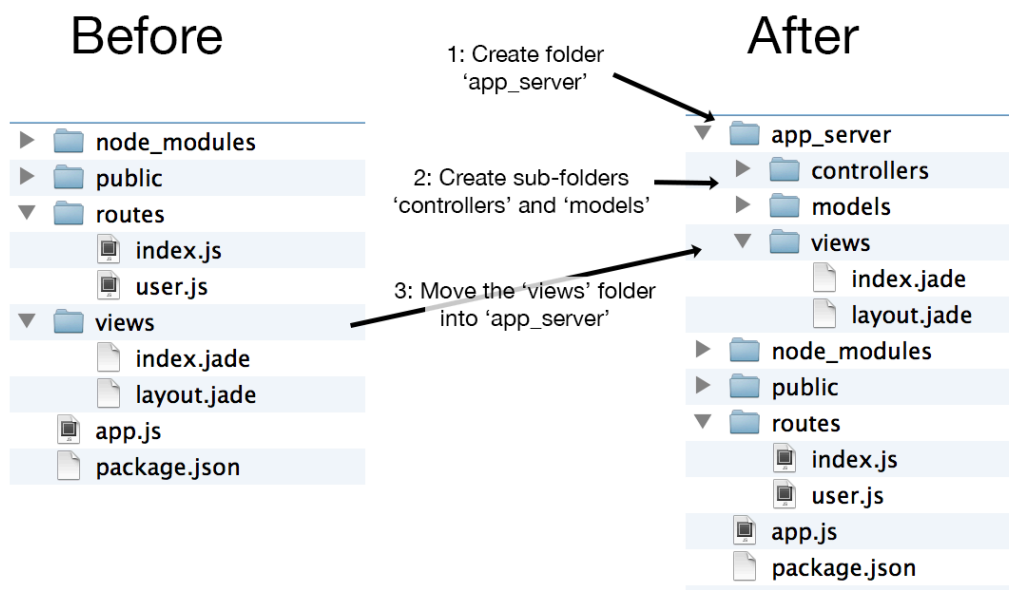 Before
After
1: Create folder
‘app_server’
2: Create sub-folders
‘controllers’ and ‘models’
3: Move the ‘views’ folder
into ‘app_server’
node_modules
public
routes
index.js
user.js
views
index.jade
layout.jade
app.js
package.json
app_server
controllers
models
views
index.jade
layout.jade
node_modules
public
routes
index.js
user.js
app.js
package.json